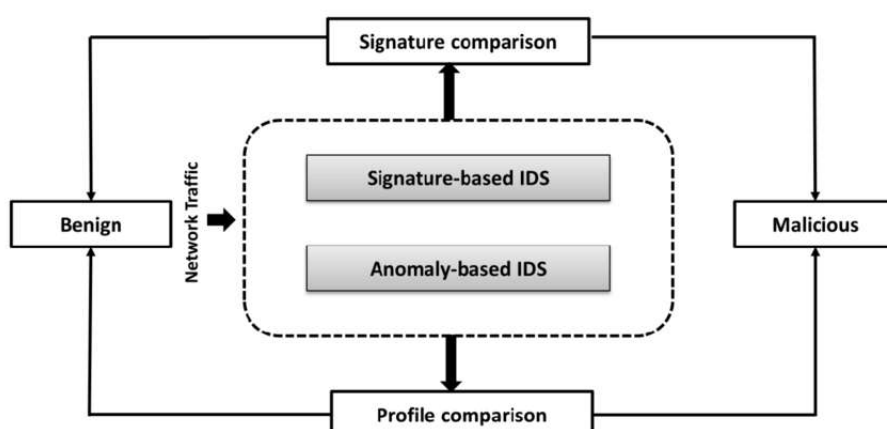 Signature comparison
Signature-based IDS
Benign
Network Traffic
Malicious
Anomaly-based IDS
Profile comparison